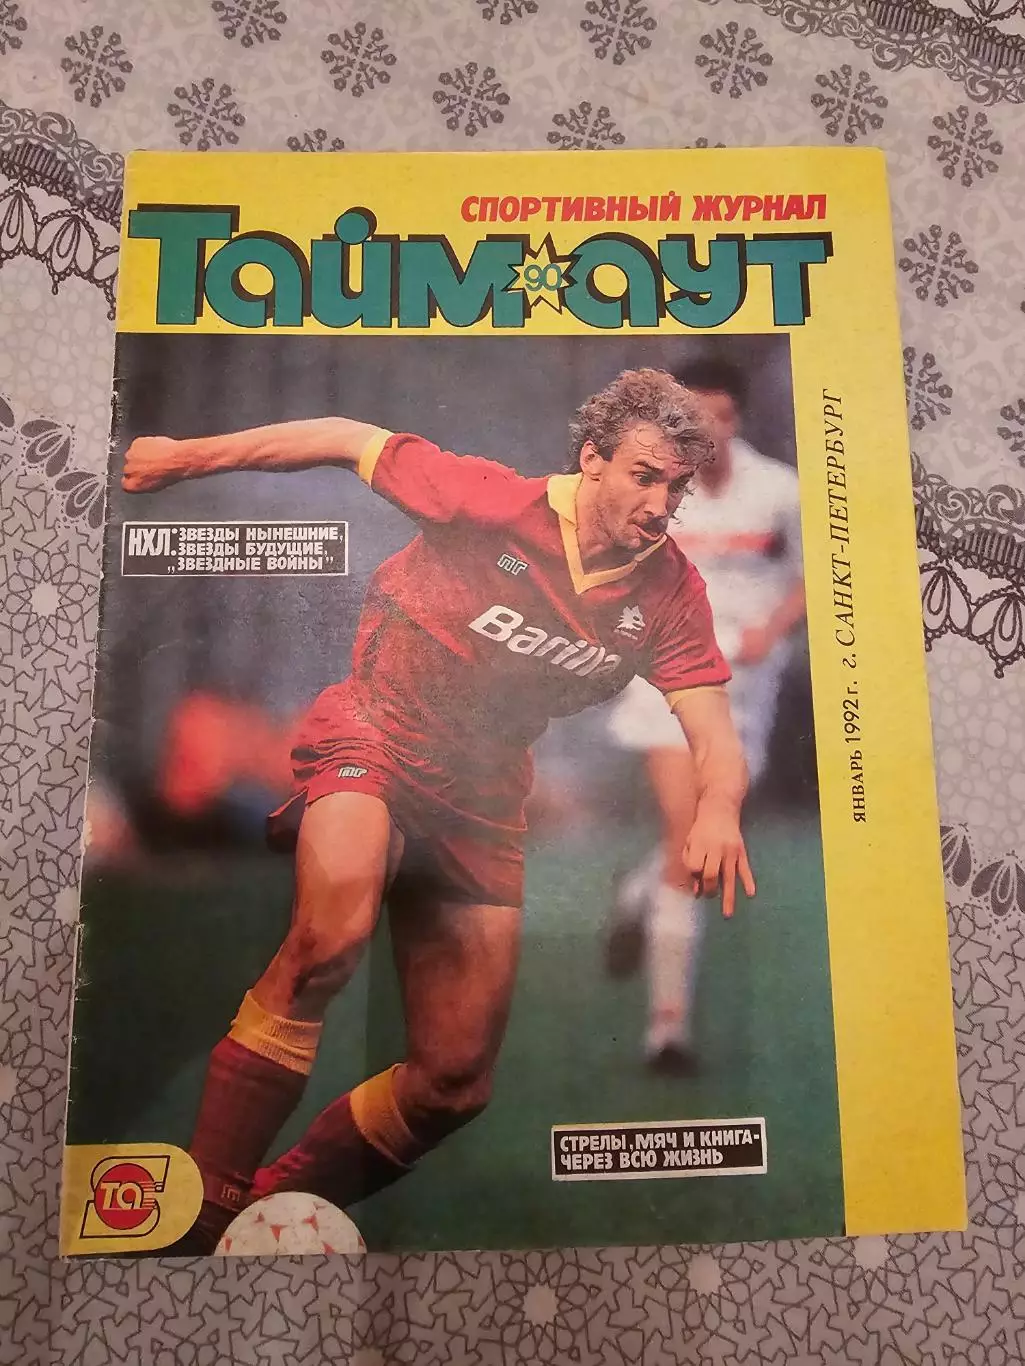 СПОРТИВНЫЙ ЖУРНАЛ
ТАЙМ-АУТ
90
ЯНВАРЬ 1992 г. г. САНКТ-ПЕТЕРБУРГ
НХЛ: ЗВЕЗДЫ НЫНЕШНИЕ,
ЗВЕЗДЫ БУДУЩИЕ,
„ЗВЕЗДНЫЕ ВОЙНЫ"
Barilla
СТРЕЛЫ, МЯЧ И КНИГА-
ЧЕРЕЗ ВСЮ ЖИЗНЬ
ТА